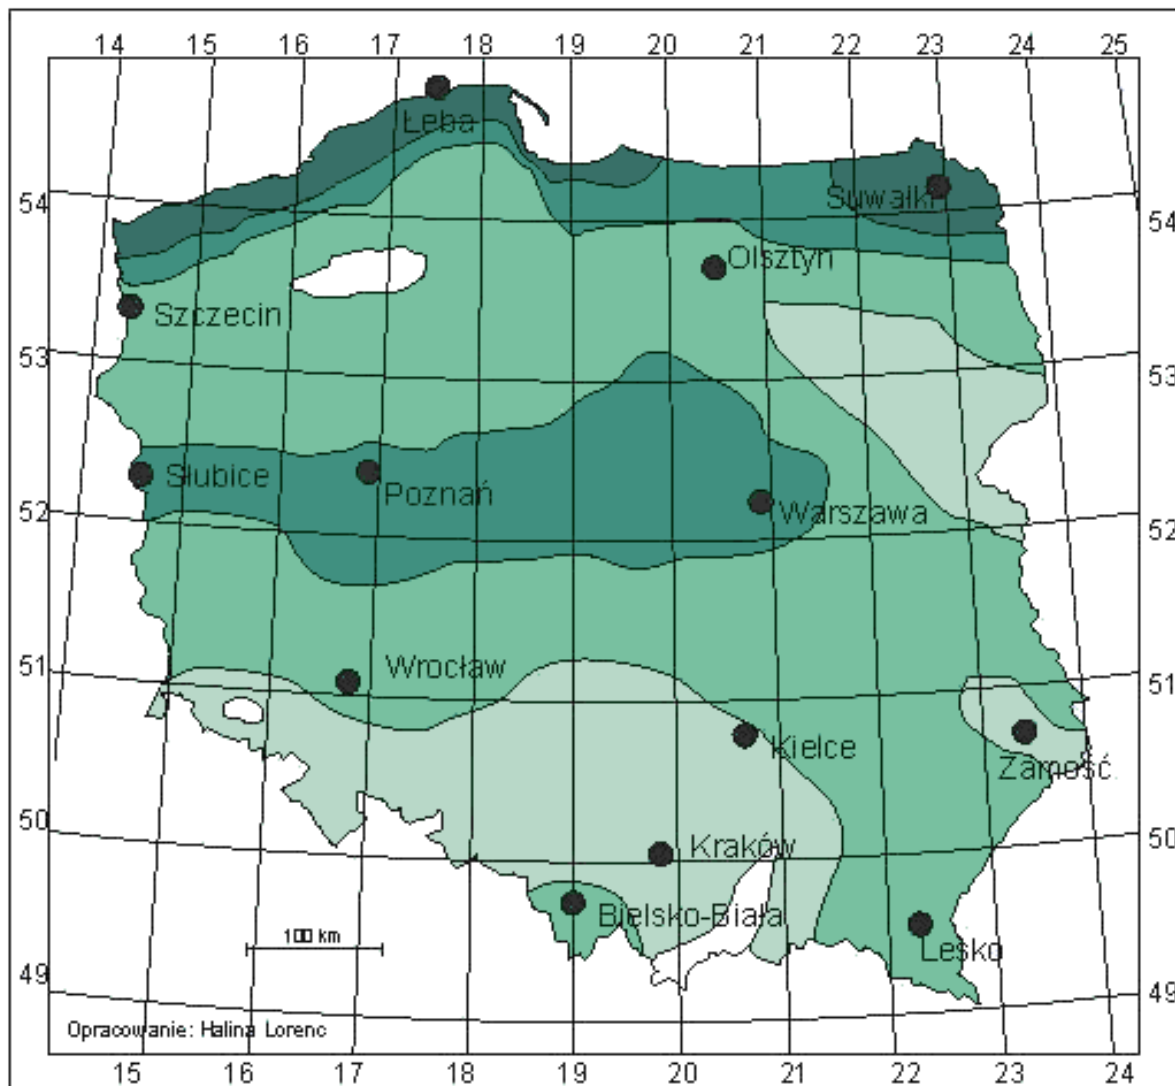 14 15 16 17 18 19 20 21 22 23 24 25
Łeba
54
Suwałki
54
Olsztyn
Szczecin
53
53
Słubice
Poznań
52
Warszawa
52
51
Wrocław
51
Kielce
Zamość
50
Kraków
50
Bielsko-Biała
100 km
Lesko
49
49
Opracowanie: Halina Lorenc
15 16 17 18 19 20 21 22 23 24